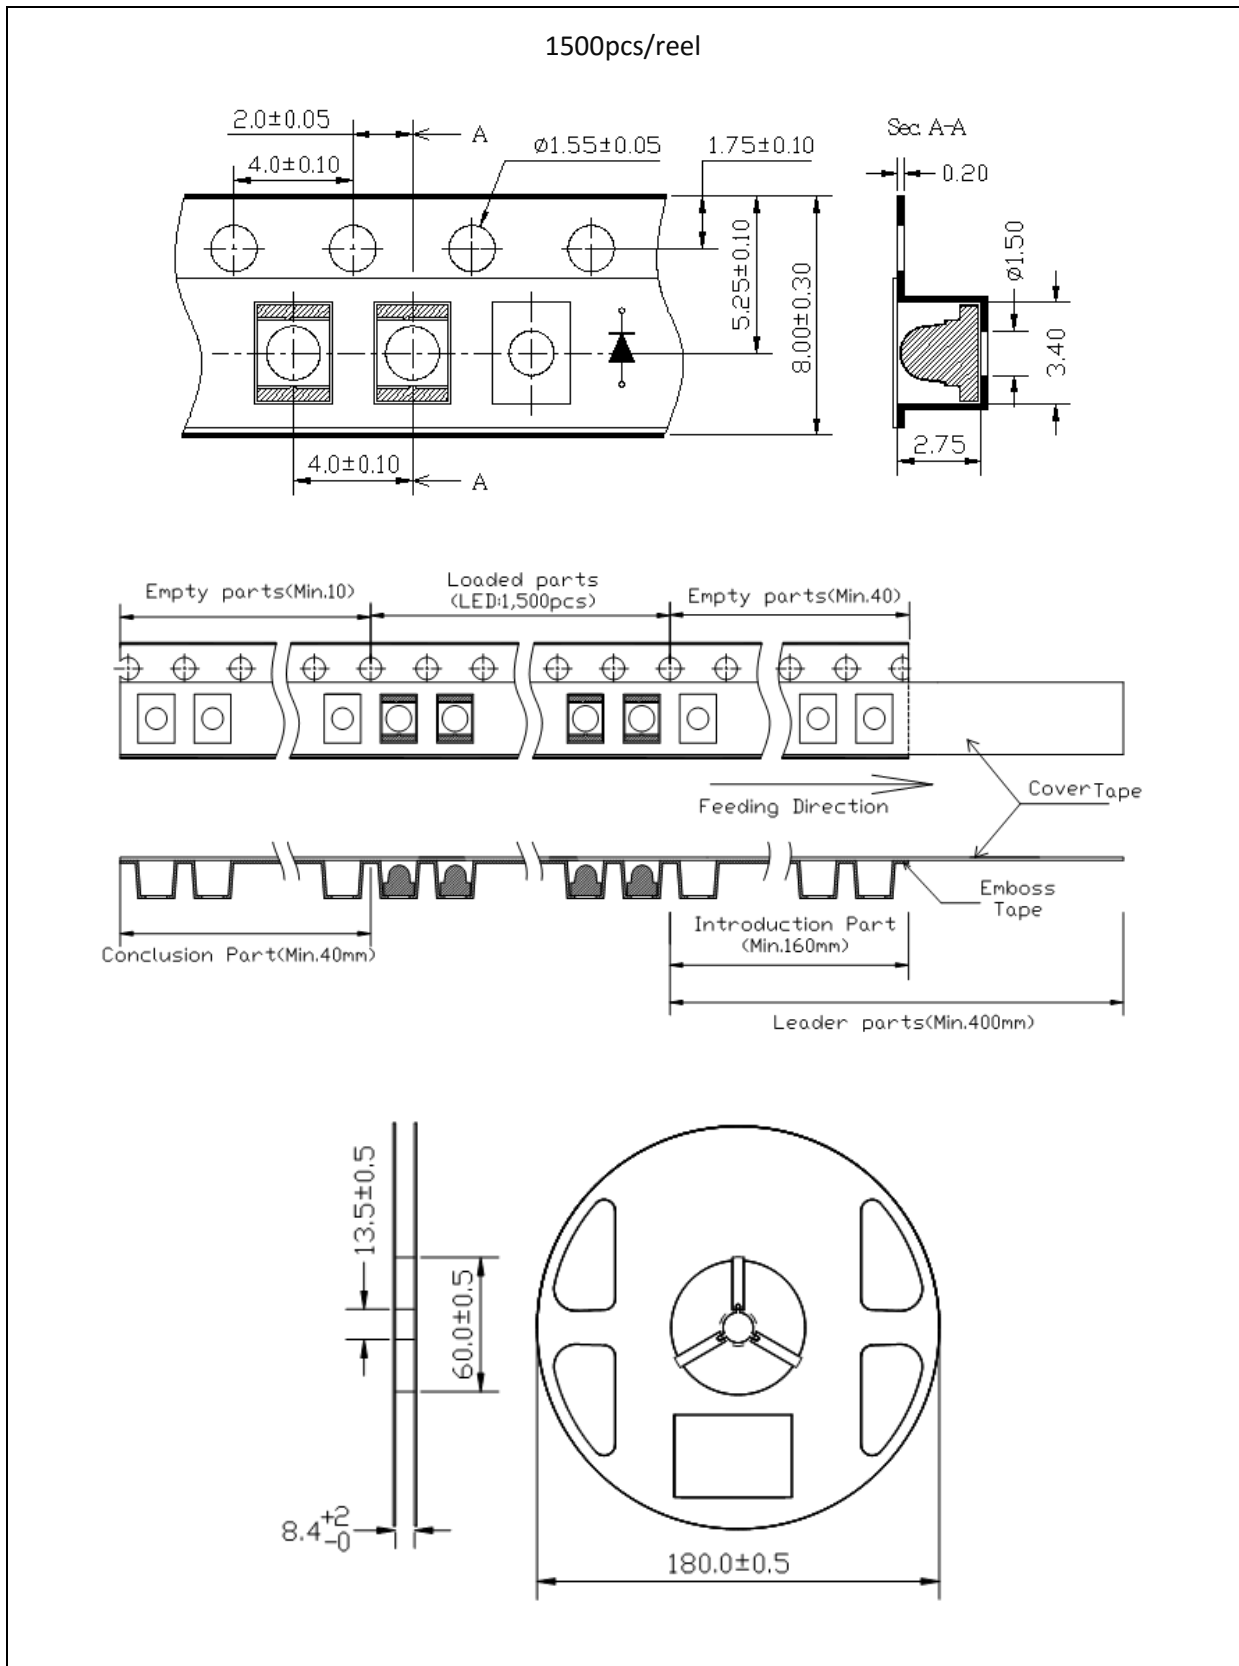 1500pcs/reel
2.0±0.05
A
Sec. A-A
ø1.55±0.05
1.75±0.10
4.0±0.10
0.20
5.25±0.10
8.00±0.30
ø1.50
3.40
2.75
4.0±0.10
A
Empty parts(Min.10)
Loaded parts
(LED:1,500pcs)
Empty parts(Min.40)
Feeding Direction
Cover Tape
Emboss
Tape
Introduction Part
(Min.160mm)
Conclusion Part(Min.40mm)
Leader parts(Min.400mm)
13.5±0.5
60.0±0.5
8.4+2
-0
180.0±0.5